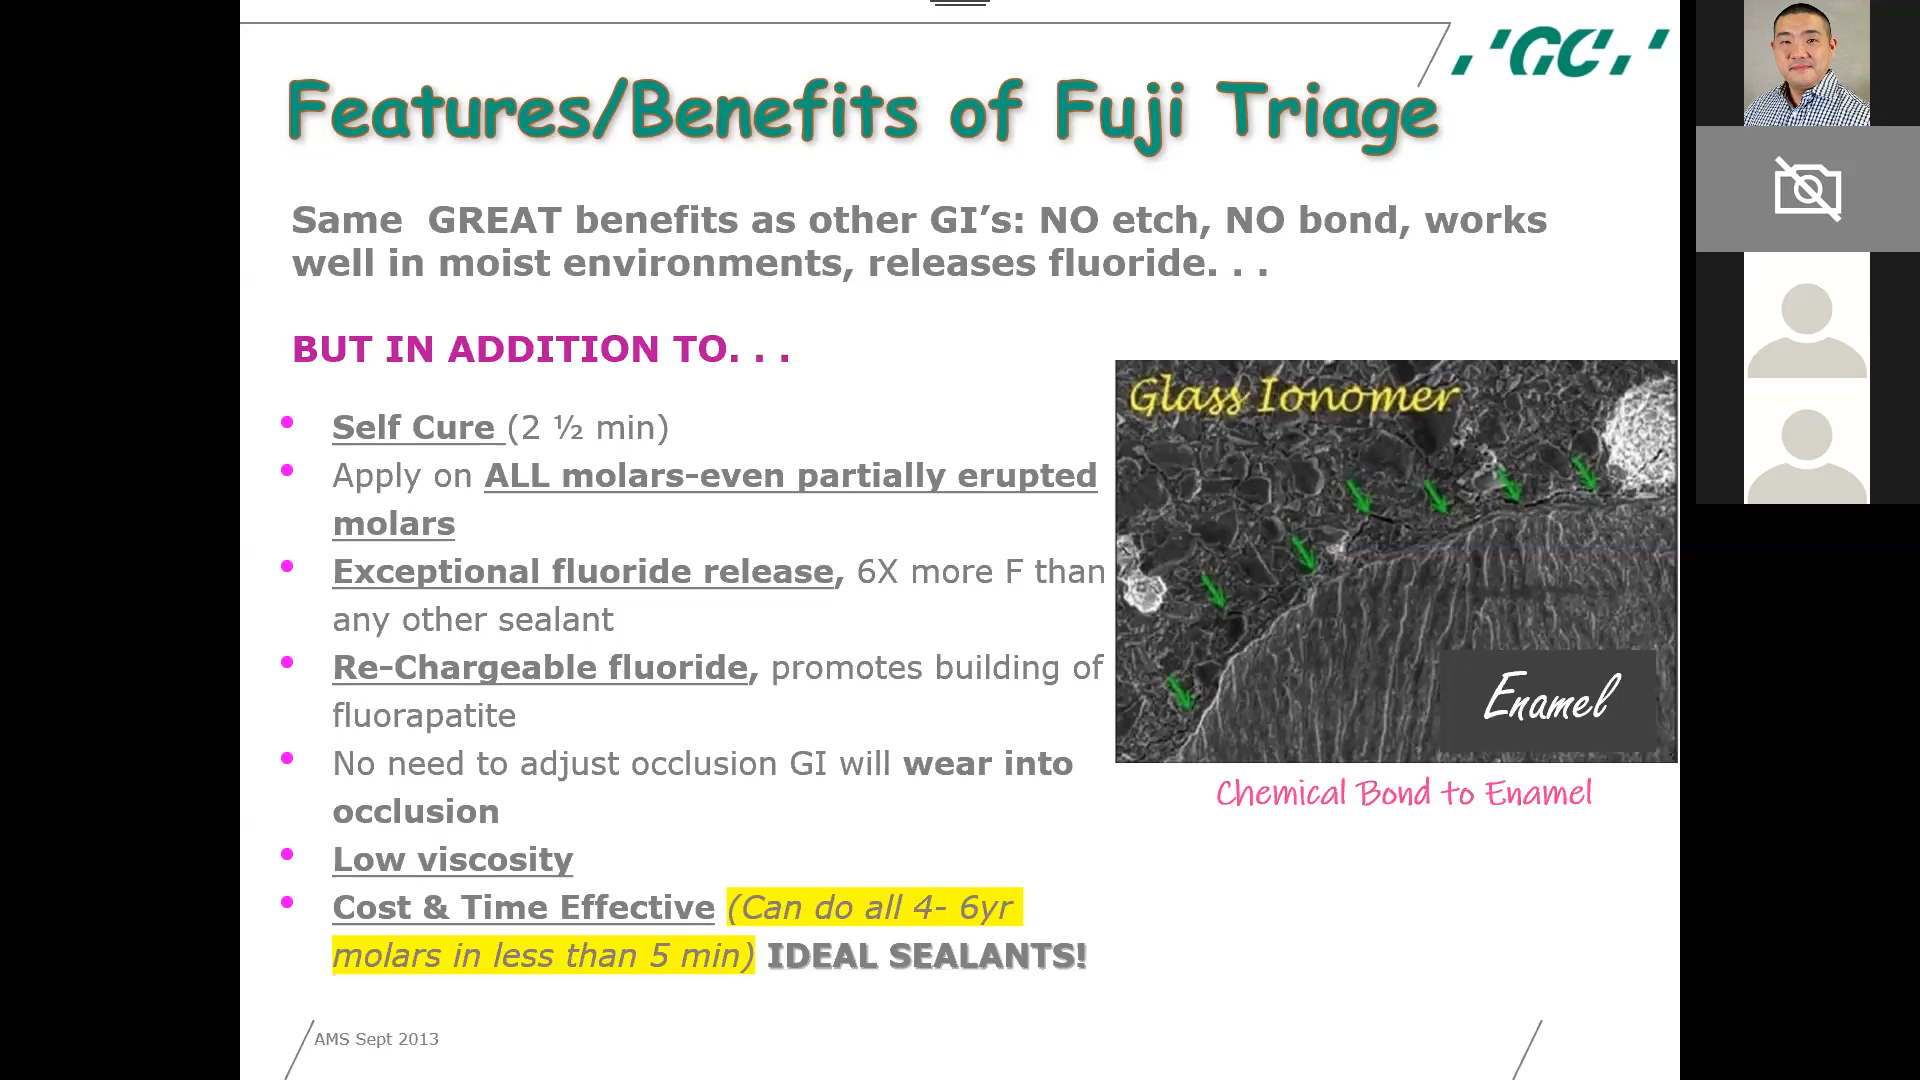 GC
Features/Benefits of Fuji Triage
Same GREAT benefits as other GI’s: NO etch, NO bond, works
well in moist environments, releases fluoride. . .
BUT IN ADDITION TO. . .
• Self Cure (2 ½ min)
• Apply on ALL molars-even partially erupted
molars
• Exceptional fluoride release, 6X more F than
any other sealant
• Re-Chargeable fluoride, promotes building of
fluorapatite
• No need to adjust occlusion GI will wear into
occlusion
• Low viscosity
• Cost & Time Effective (Can do all 4- 6yr
molars in less than 5 min) IDEAL SEALANTS!
Glass Ionomer
Enamel
Chemical Bond to Enamel
AMS Sept 2013